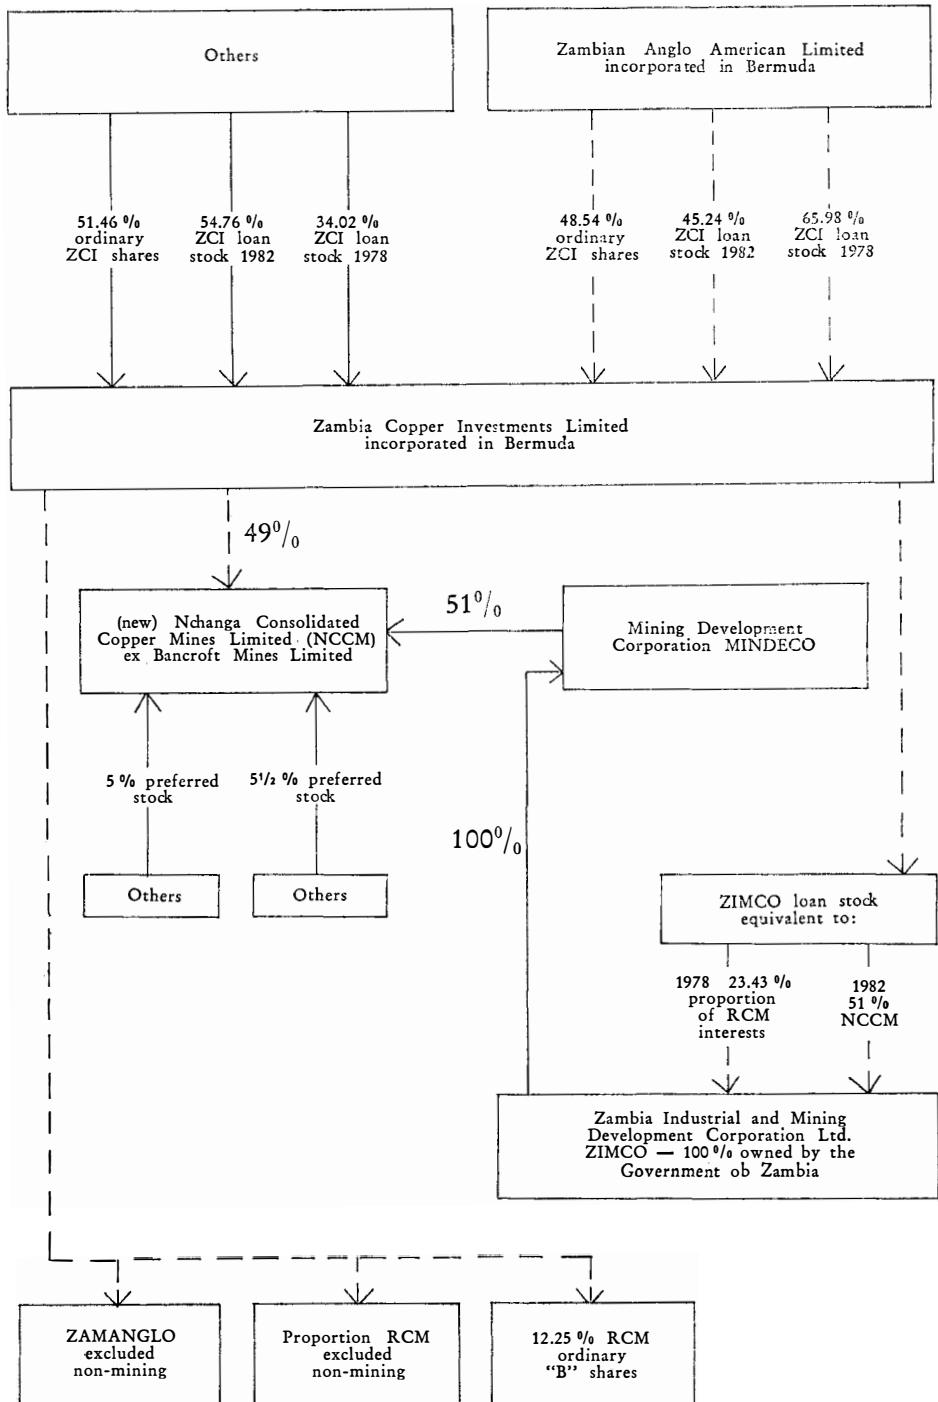 Others
Zambian Anglo American Limited
incorporated in Bermuda
51.46 %
ordinary
ZCI shares
54.76 %
ZCI loan
stock 1982
34.02 %
ZCI loan
stock 1978
48.54 %
ordinary
ZCI shares
45.24 %
ZCI loan
stock 1982
65.98 %
ZCI loan
stock 1978
Zambia Copper Investments Limited
incorporated in Bermuda
49%
(new) Nchanga Consolidated
Copper Mines Limited (NCCM)
ex Bancroft Mines Limited
51%
Mining Development
Corporation MINDECO
5 % preferred
stock
5 1/2 % preferred
stock
100%
Others
Others
ZIMCO loan stock
equivalent to:
1978 23.43 %
proportion
of RCM
interests
1982
51 %
NCCM
Zambia Industrial and Mining
Development Corporation Ltd.
ZIMCO — 100 % owned by the
Government ob Zambia
ZAMANGLO
excluded
non-mining
Proportion RCM
excluded
non-mining
12.25 % RCM
ordinary
“B” shares